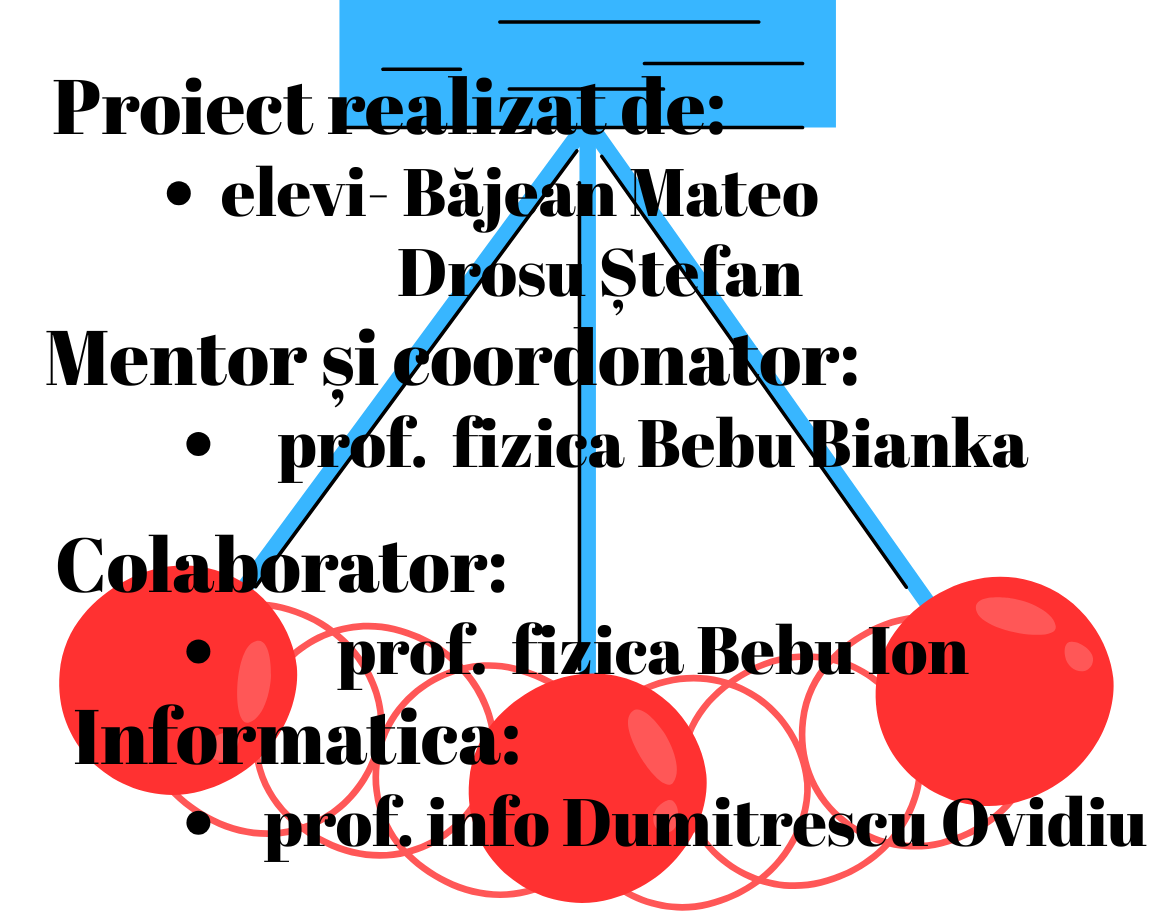 Proiect realizat de:
• elevi- Băjean Mateo
Drosu Ștefan
Mentor și coordonator:
• prof. fizica Bebu Bianka
Colaborator:
• prof. fizica Bebu Ion
Informatica:
• prof. info Dumitrescu Ovidiu